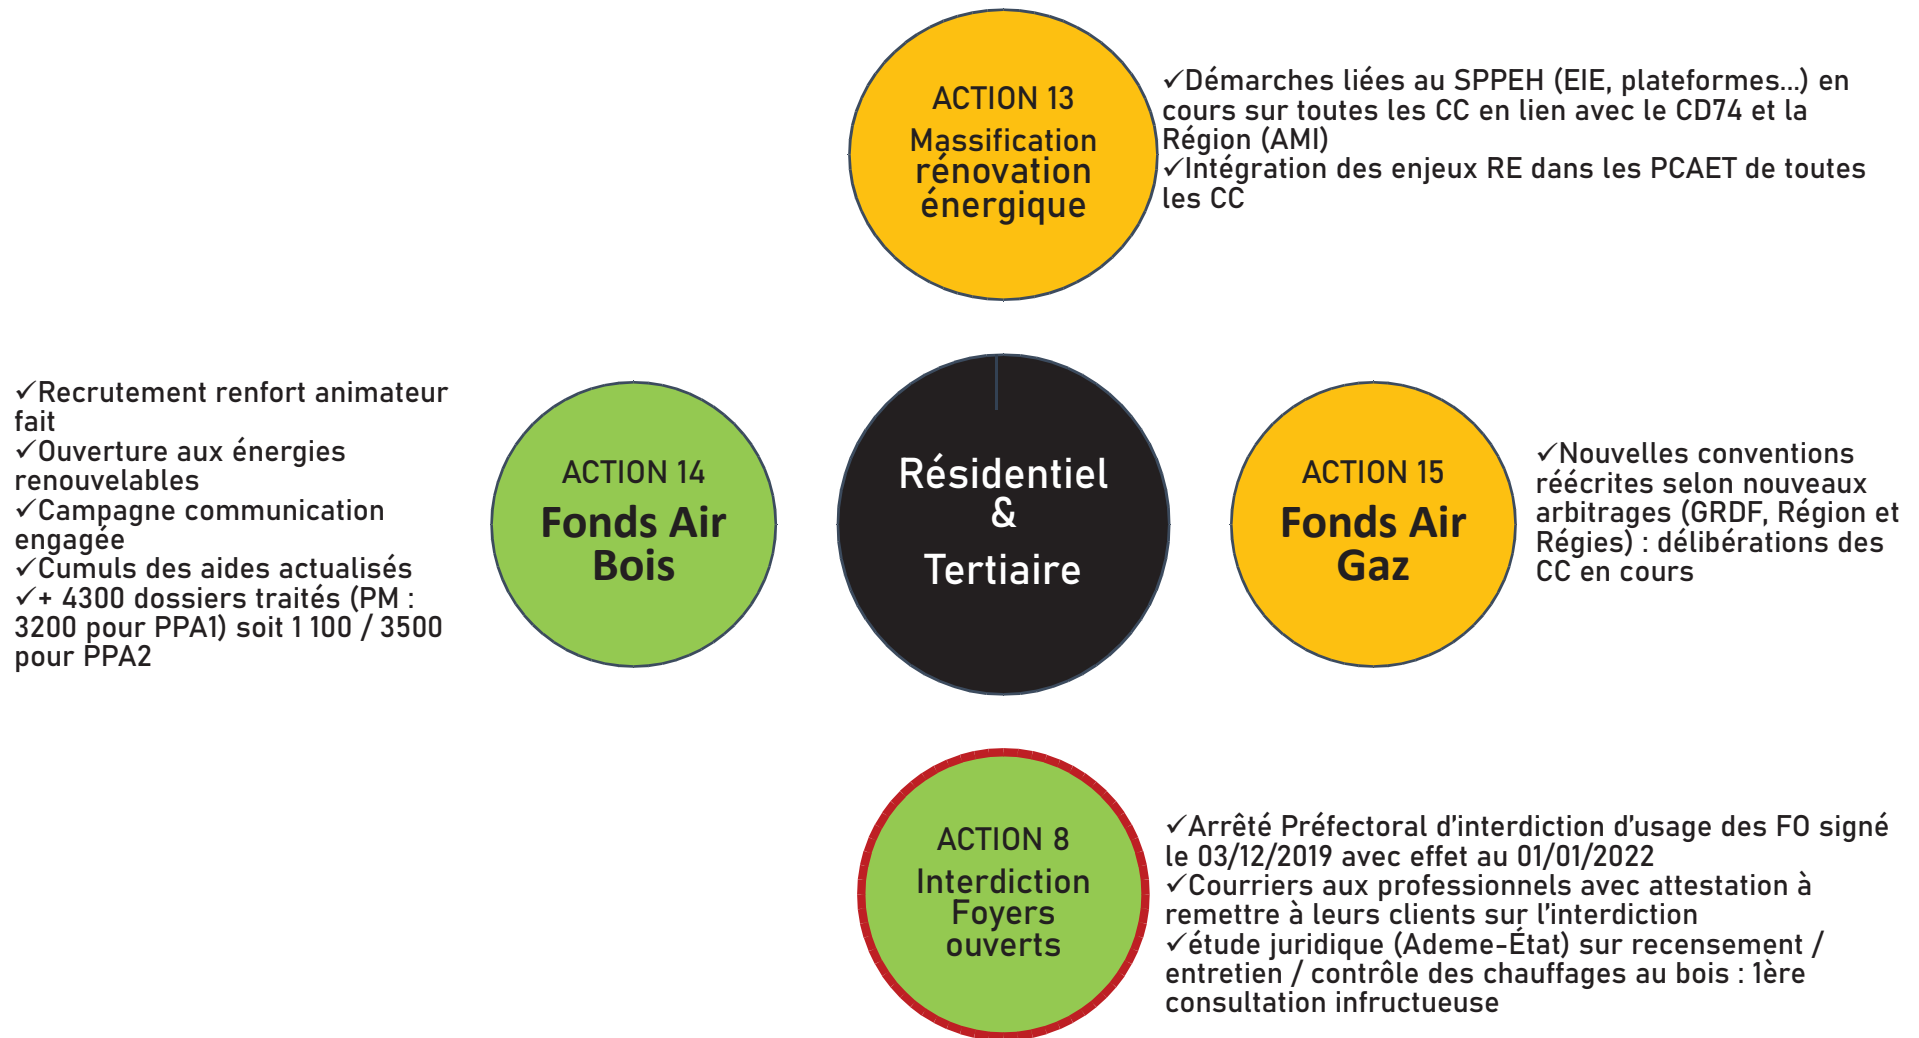 ACTION 13
Massification
rénovation
énergique
✓Démarches liées au SPPEH (EIE, plateformes...) en
cours sur toutes les CC en lien avec le CD74 et la
Région (AMI)
✓Intégration des enjeux RE dans les PCAET de toutes
les CC
✓Recrutement renfort animateur
fait
✓Ouverture aux énergies
renouvelables
✓Campagne communication
engagée
✓Cumuls des aides actualisés
✓+ 4300 dossiers traités (PM :
3200 pour PPA1) soit 1 100 / 3500
pour PPA2
ACTION 14
Fonds Air
Bois
Résidentiel
&
Tertiaire
ACTION 15
Fonds Air
Gaz
✓Nouvelles conventions
réécrites selon nouveaux
arbitrages (GRDF, Région et
Régies) : délibérations des
CC en cours
ACTION 8
Interdiction
Foyers
ouverts
✓Arrêté Préfectoral d'interdiction d'usage des FO signé
le 03/12/2019 avec effet au 01/01/2022
✓Courriers aux professionnels avec attestation à
remettre à leurs clients sur l'interdiction
✓étude juridique (Ademe-État) sur recensement /
entretien / contrôle des chauffages au bois : 1ère
consultation infructueuse